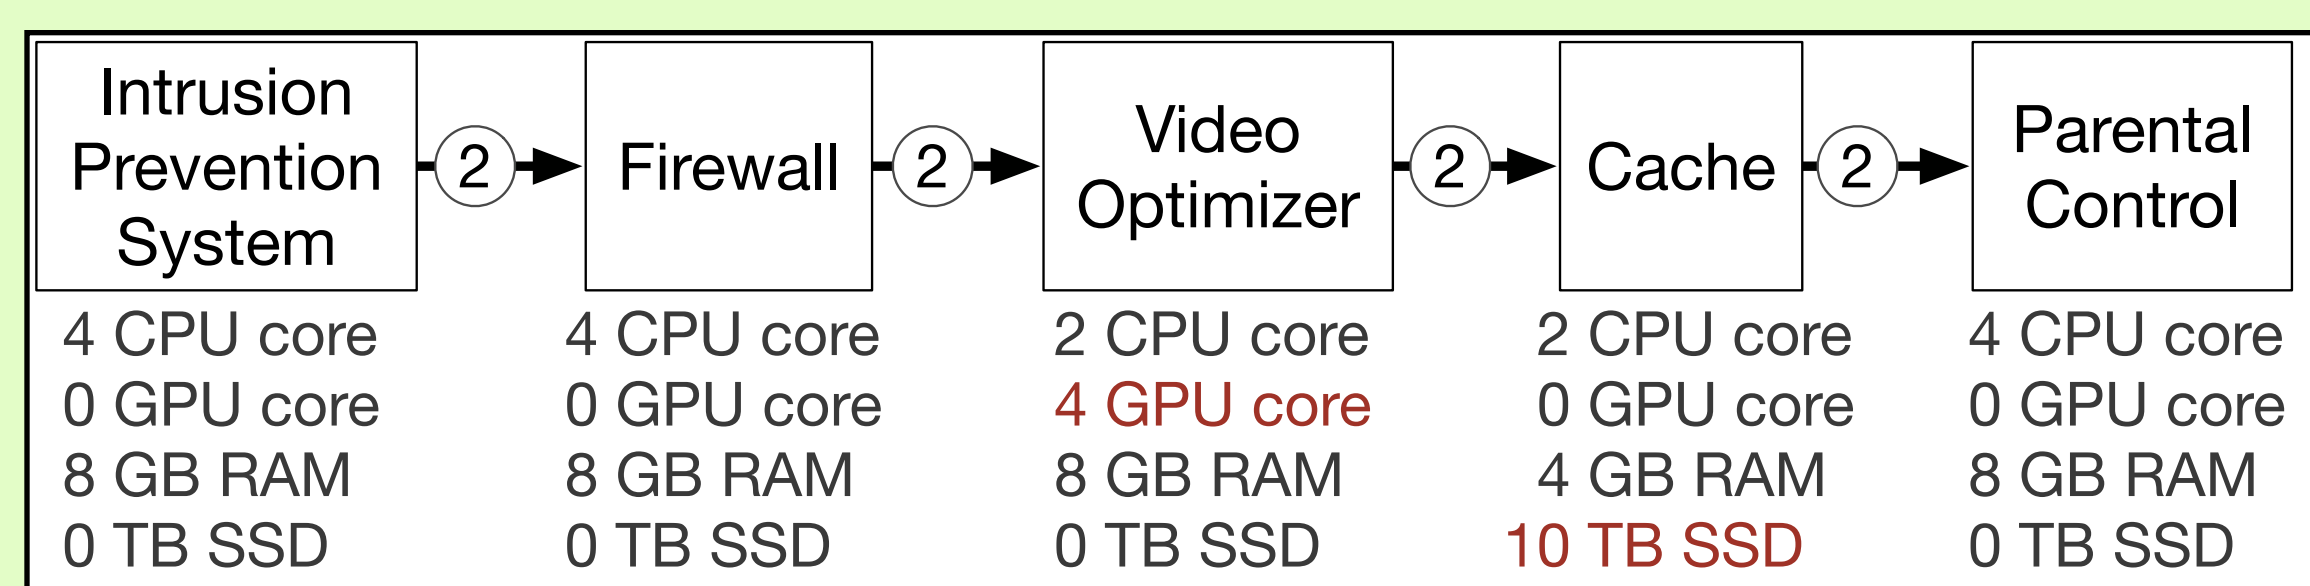 Intrusion
Prevention
System
2
Firewall
2
Video
Optimizer
2
Cache
2
Parental
Control
4 CPU core
0 GPU core
8 GB RAM
0 TB SSD
4 CPU core
0 GPU core
8 GB RAM
0 TB SSD
2 CPU core
4 GPU core
8 GB RAM
0 TB SSD
2 CPU core
0 GPU core
4 GB RAM
10 TB SSD
4 CPU core
0 GPU core
8 GB RAM
0 TB SSD